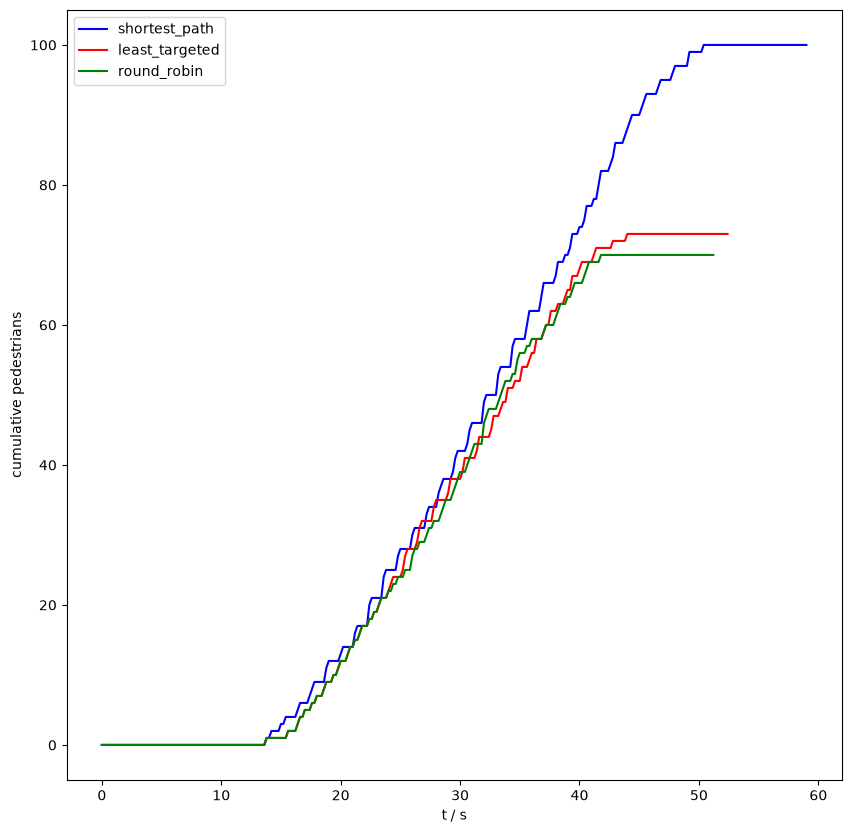 shortest_path
least_targeted
round_robin
100
80
60
40
20
0
cumulative pedestrians
0 10 20 30 40 50 60
t / s